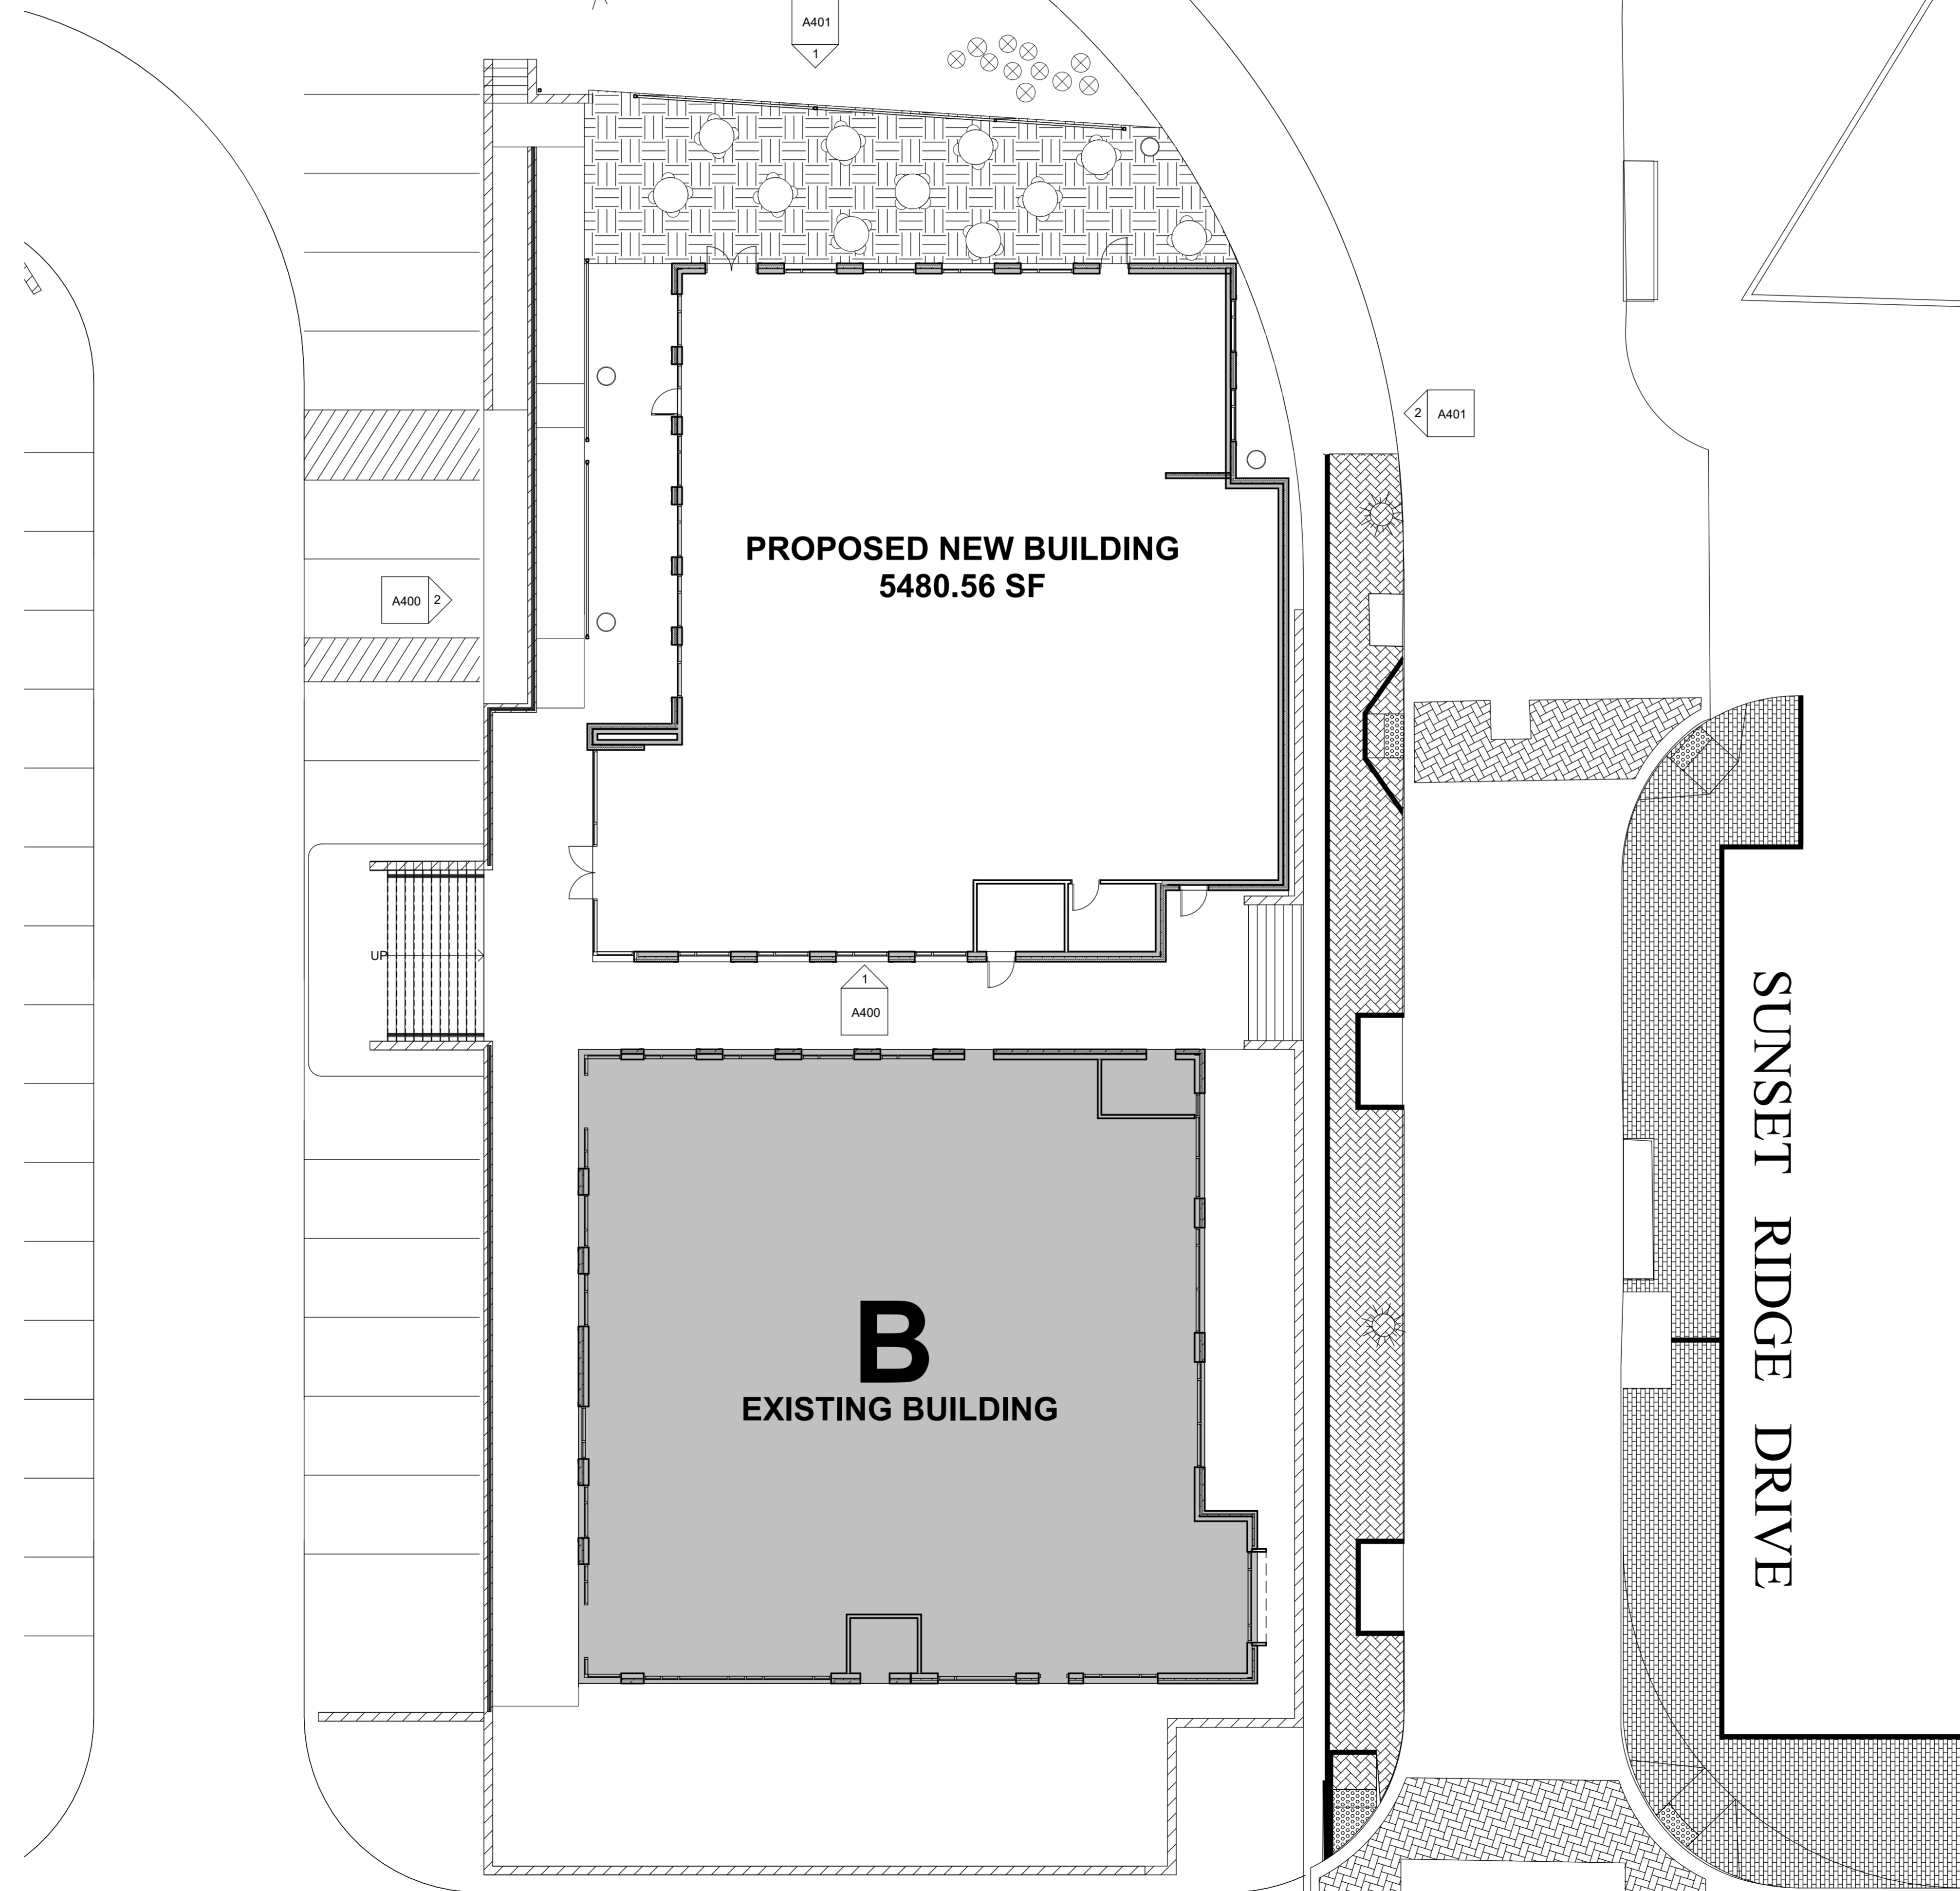 A401
1
2 A401
PROPOSED NEW BUILDING
5480.56 SF
A400 2
UP
1
A400
SUNSET RIDGE DRIVE
B
EXISTING BUILDING